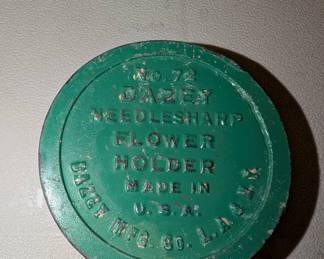 No. 72
DAZEY
NEEDLESHARP
FLOWER
HOLDER
MADE IN
U.S.A.
DAZEY MFG. CO. L.A.